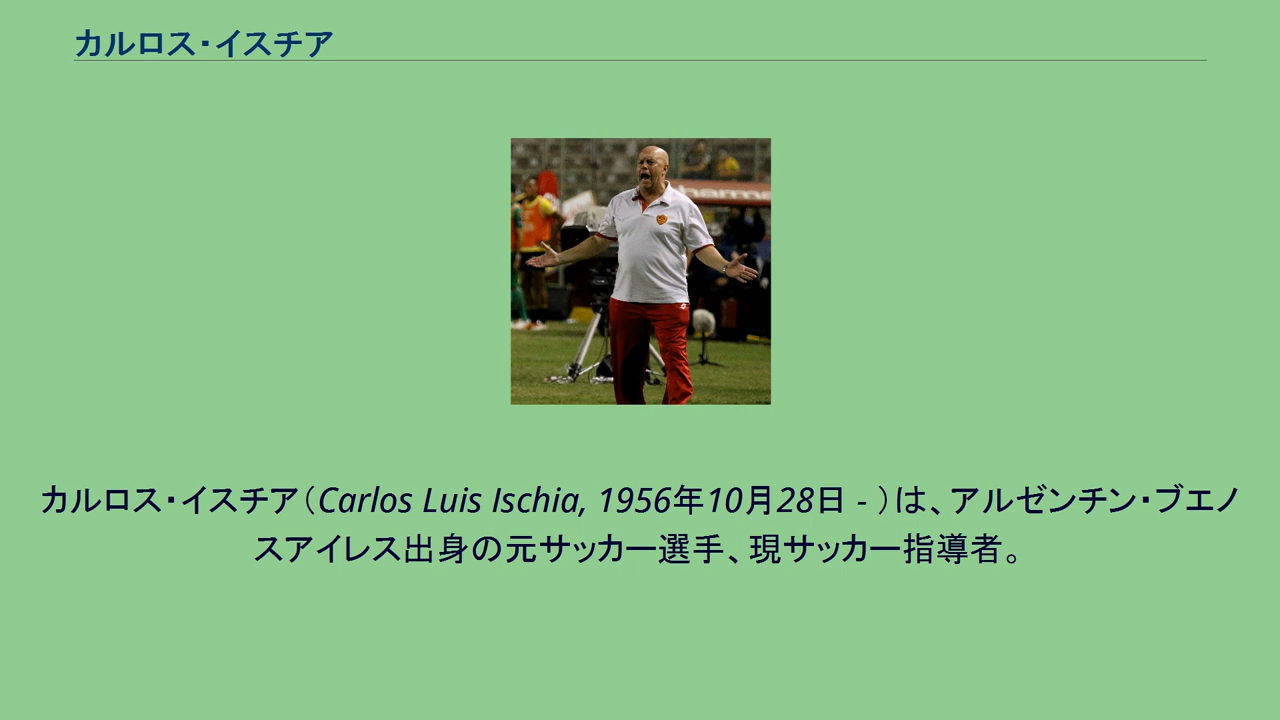 カルロス・イスチア
harma
カルロス・イスチア（Carlos Luis Ischia, 1956年10月28日 - ）は、アルゼンチン・ブエノ
スアイレス出身の元サッカー選手、現サッカー指導者。